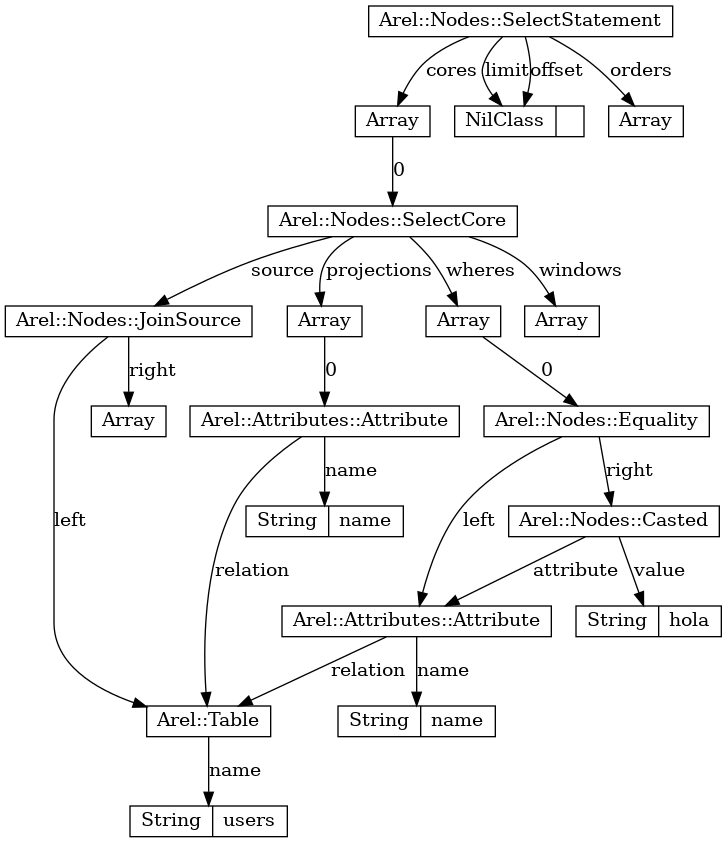 Arel::Nodes::SelectStatement
cores
limit
offset
orders
Array
NilClass
Array
0
Arel::Nodes::SelectCore
source
projections
wheres
windows
Arel::Nodes::JoinSource
Array
Array
Array
right
0
0
Array
Arel::Attributes::Attribute
Arel::Nodes::Equality
name
right
String name
Arel::Nodes::Casted
left
left
relation
attribute
value
Arel::Attributes::Attribute
String hola
relation
name
Arel::Table
String name
name
String users